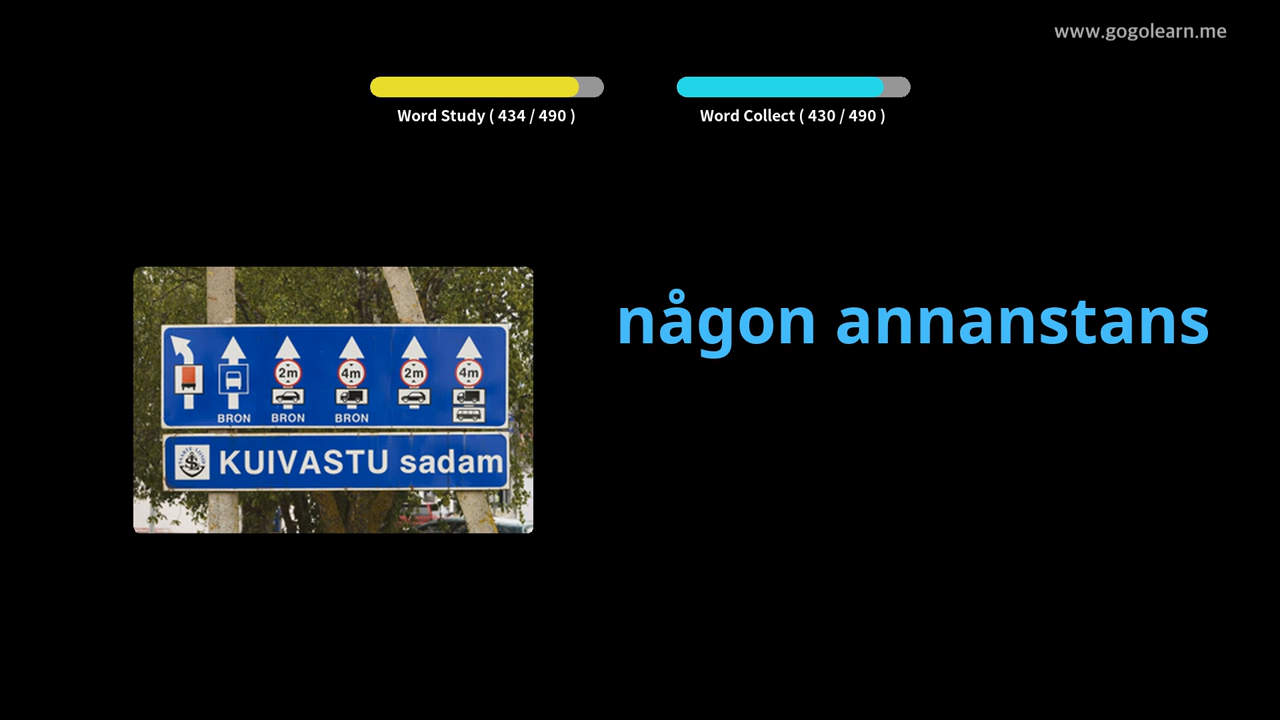 www.gogolearn.me
Word Study ( 434 / 490 )
Word Collect ( 430 / 490 )
någon annanstans
2m 4m 2m 4m
BRON BRON BRON
KUIVASTU sadam